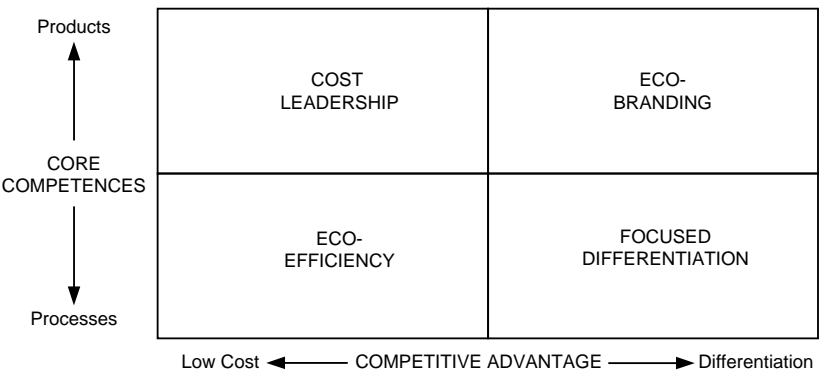 Products
COST
LEADERSHIP
ECO-
BRANDING
CORE
COMPETENCES
ECO-
EFFICIENCY
FOCUSED
DIFFERENTIATION
Processes
Low Cost COMPETITIVE ADVANTAGE Differentiation